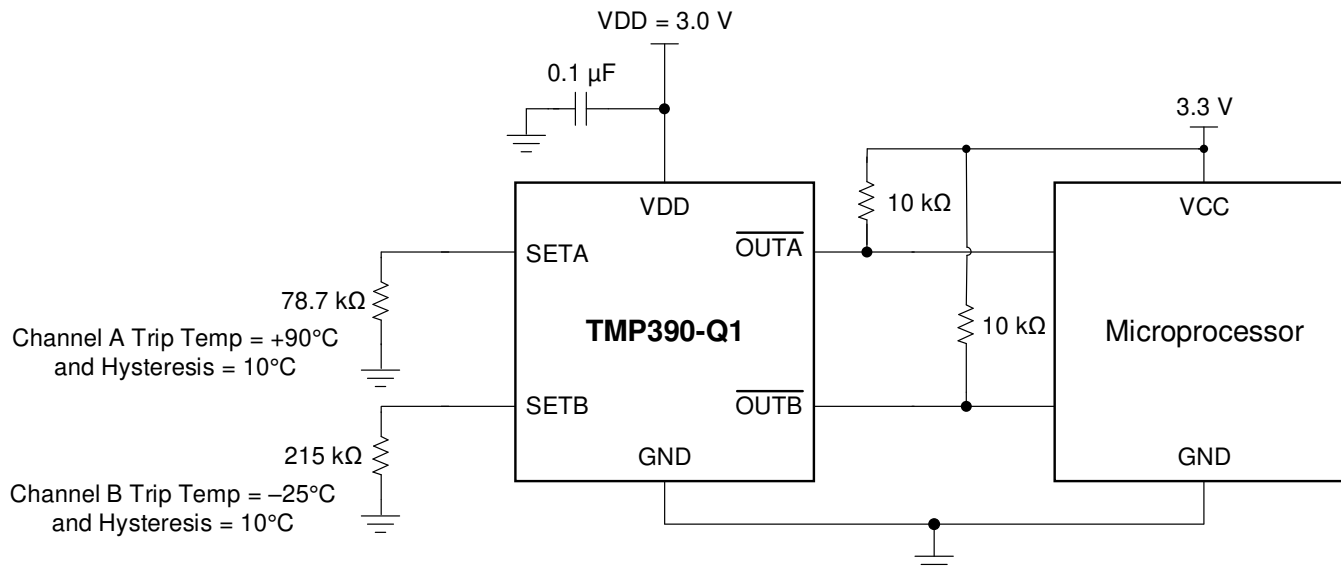 VDD = 3.0 V
0.1 µF
3.3 V
VDD
10 kΩ
VCC
SETA
OUTA
78.7 kΩ
Channel A Trip Temp = +90°C
and Hysteresis = 10°C
TMP390-Q1
10 kΩ
Microprocessor
SETB
OUTB
215 kΩ
GND
GND
Channel B Trip Temp = –25°C
and Hysteresis = 10°C